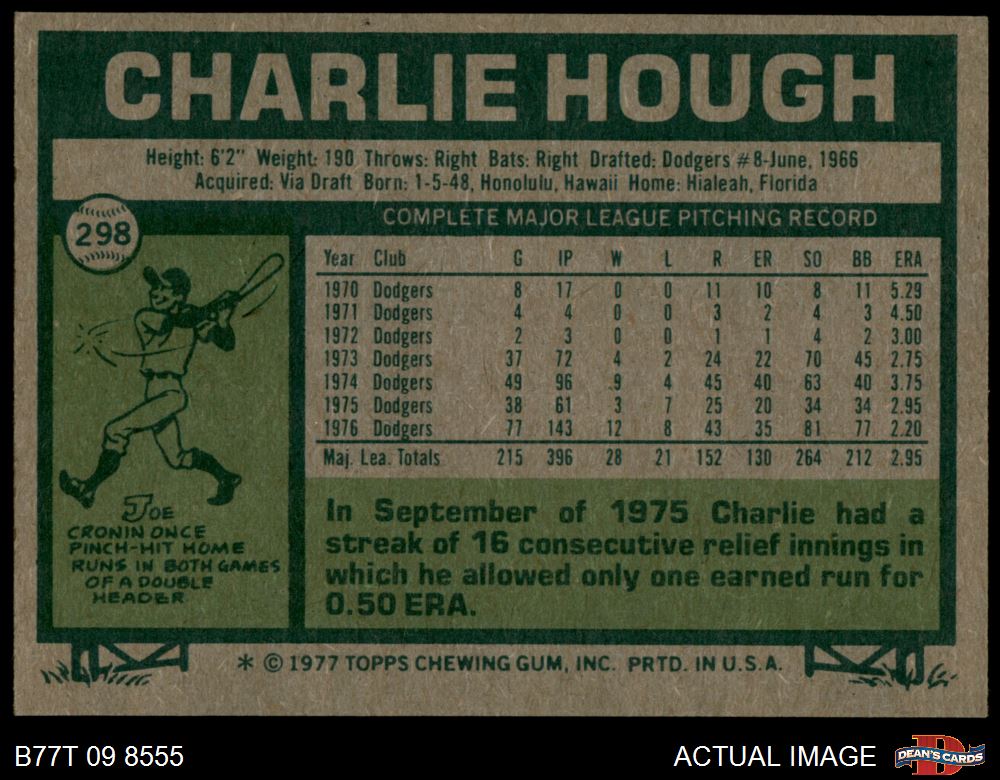 CHARLIE HOUGH
Height: 6'2" Weight: 190 Throws: Right Bats: Right Drafted: Dodgers #8-June, 1966
Acquired: Via Draft Born: 1-5-48, Honolulu, Hawaii Home: Hialeah, Florida
298
COMPLETE MAJOR LEAGUE PITCHING RECORD
Year Club G IP W L R ER SO BB ERA
1970 Dodgers 8 17 0 0 11 10 8 11 5.29
1971 Dodgers 4 4 0 0 3 2 4 3 4.50
1972 Dodgers 2 3 0 0 1 1 4 2 3.00
1973 Dodgers 37 72 4 2 24 22 70 45 2.75
1974 Dodgers 49 96 9 4 45 40 63 40 3.75
1975 Dodgers 38 61 3 7 25 20 34 34 2.95
1976 Dodgers 77 143 12 8 43 35 81 77 2.20
Maj. Lea. Totals 215 396 28 21 152 130 264 212 2.95
JOE
CRONIN ONCE
PINCH-HIT HOME
RUNS IN BOTH GAMES
OF A DOUBLE
HEADER
In September of 1975 Charlie had a
streak of 16 consecutive relief innings in
which he allowed only one earned run for
0.50 ERA.
* © 1977 TOPPS CHEWING GUM, INC. PRTD. IN U.S.A.
B77T 09 8555
ACTUAL IMAGE
DEAN'S CARDS